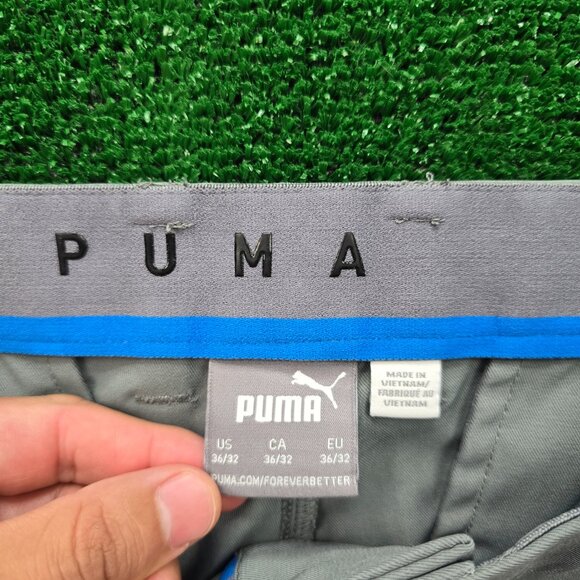 PUMA
PUMA
US CA EU
36/32 36/32 36/32
PUMA.COM/FOREVERBETTER
MADE IN
VIETNAM/
FABRIQUÉ AU
VIETNAM